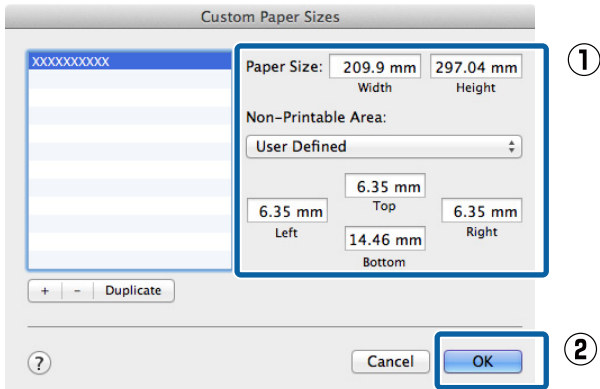 Custom Paper Sizes
XXXXXXXXXX
Paper Size: 209.9 mm 297.04 mm
Width Height
Non-Printable Area:
User Defined
6.35 mm
Top
6.35 mm 6.35 mm
Left Right
14.46 mm
Bottom
+ - Duplicate
? Cancel OK
1
2